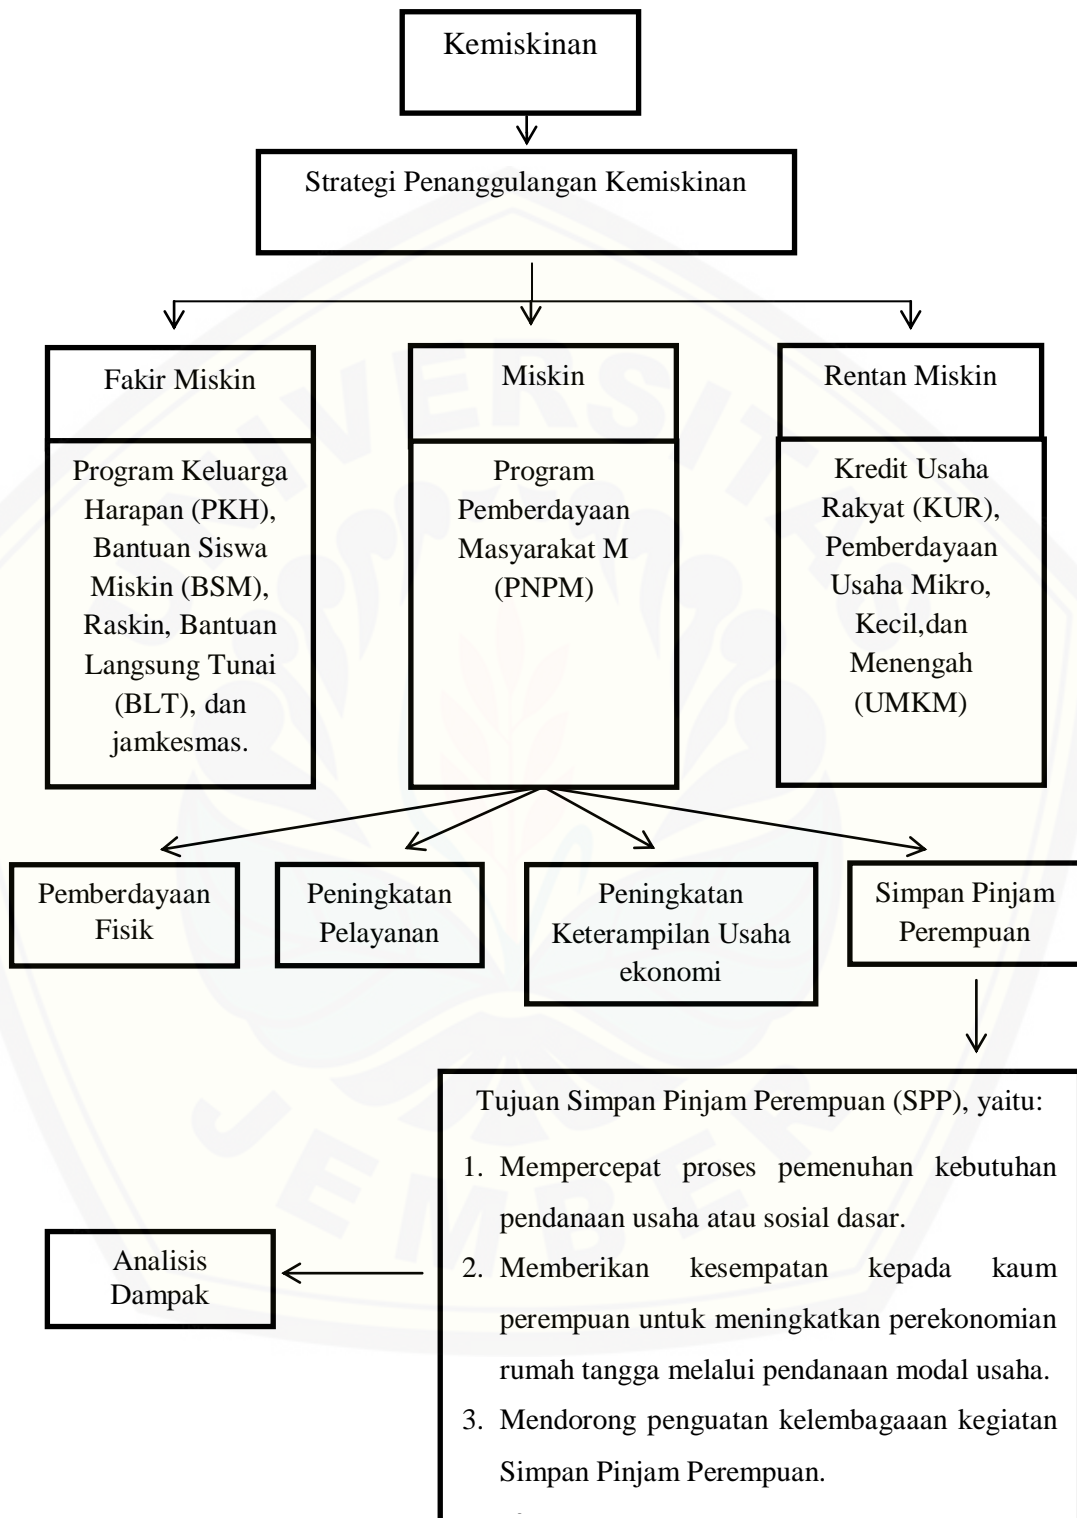 Kemiskinan
Strategi Penanggulangan Kemiskinan
Fakir Miskin
Program Keluarga
Harapan (PKH),
Bantuan Siswa
Miskin (BSM),
Raskin, Bantuan
Langsung Tunai
(BLT), dan
jamkesmas.
Miskin
Program
Pemberdayaan
Masyarakat M
(PNPM)
Rentan Miskin
Kredit Usaha
Rakyat (KUR),
Pemberdayaan
Usaha Mikro,
Kecil,dan
Menengah
(UMKM)
Pemberdayaan
Fisik
Peningkatan
Pelayanan
Peningkatan
Keterampilan Usaha
ekonomi
Simpan Pinjam
Perempuan
Tujuan Simpan Pinjam Perempuan (SPP), yaitu:
1. Mempercepat proses pemenuhan kebutuhan
pendanaan usaha atau sosial dasar.
2. Memberikan kesempatan kepada kaum
perempuan untuk meningkatkan perekonomian
rumah tangga melalui pendanaan modal usaha.
3. Mendorong penguatan kelembagaaan kegiatan
Simpan Pinjam Perempuan.
Analisis
Dampak
UNIVERSITAS
JEMBER